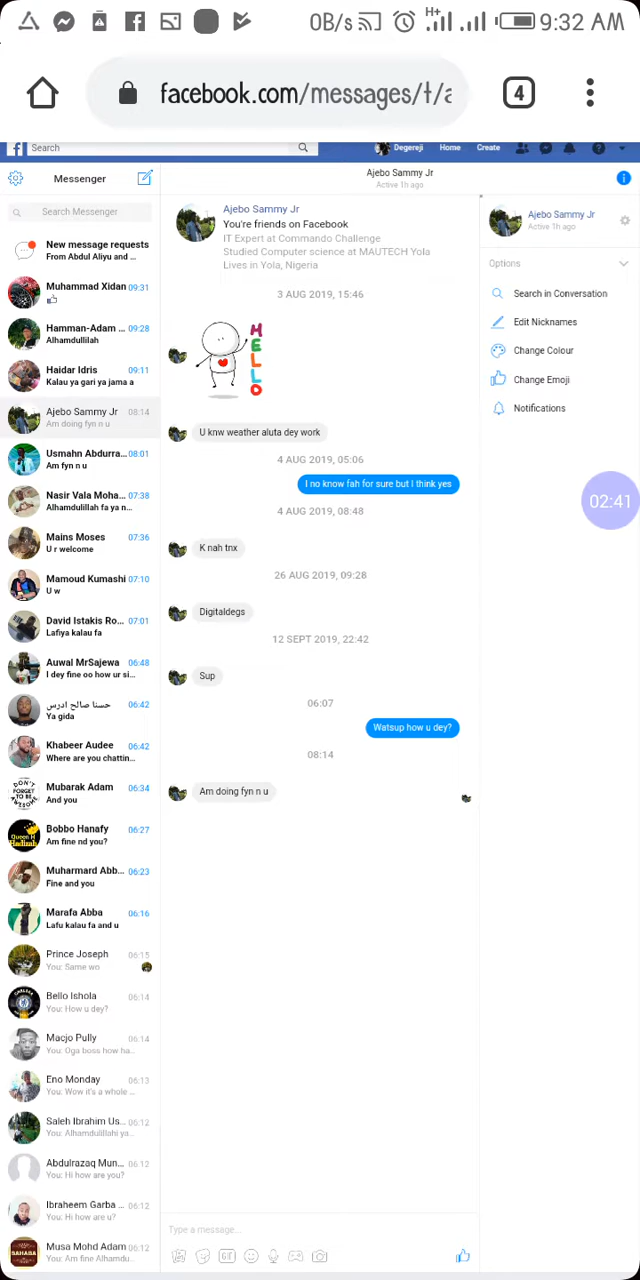 0B/s H+ 9:32 AM
facebook.com/messages/t/a
4
Search
Degereji Home Create
Messenger
Search Messenger
New message requests
From Abdul Aliyu and ...
Muhammad Xidan 09:31
Hamman-Adam ... 09:28
Alhamdullilah
Haidar Idris 09:11
Kalau ya gari ya jama a
Ajebo Sammy Jr 08:14
Am doing fyn n u
Usmahn Abdurra... 08:01
Am fyn n u
Nasir Vala Moha... 07:38
Alhamdulillah fa ya n...
Mains Moses 07:36
U r welcome
Mamoud Kumashi 07:10
U w
David Istakis Ro... 07:01
Lafiya kalau fa
Auwal MrSajewa 06:48
I dey fine oo how ur si...
حسنا صالح ادرس 06:42
Ya gida
Khabeer Audee 06:42
Where are you chattin...
Mubarak Adam 06:34
And you
DON'T
FORGET
TO BE
AWESOME
Bobbo Hanafy 06:27
Am fine nd you?
Queen H
Hadizah
Muharmard Abb... 06:23
Fine and you
Marafa Abba 06:16
Lafu kalau fa and u
Prince Joseph 06:15
You: Same wo
Bello Ishola 06:14
You: How u dey?
Macjo Pully 06:14
You: Oga boss how ha..
Eno Monday 06:13
You: Wow it's a whole ...
Saleh Ibrahim Us... 06:12
You: Alhamdulillahi ya..
Abdulrazaq Mun... 06:12
You: Hi how are you?
Ibraheem Garba ... 06:12
You: Hi how are u?
Musa Mohd Adam 06:12
You: Am fine Alhamdu...
BAHABA
Ajebo Sammy Jr
Active 1h ago
Ajebo Sammy Jr
You're friends on Facebook
IT Expert at Commando Challenge
Studied Computer science at MAUTECH Yola
Lives in Yola, Nigeria
3 AUG 2019, 15:46
HELLO
U knw weather aluta dey work
4 AUG 2019, 05:06
I no know fah for sure but I think yes
4 AUG 2019, 08:48
K nah tnx
26 AUG 2019, 09:28
Digitaldegs
12 SEPT 2019, 22:42
Sup
06:07
Watsup how u dey?
08:14
Am doing fyn n u
Type a message...
GIF
Ajebo Sammy Jr
Active 1h ago
Options
Search in Conversation
Edit Nicknames
Change Colour
Change Emoji
Notifications
02:41